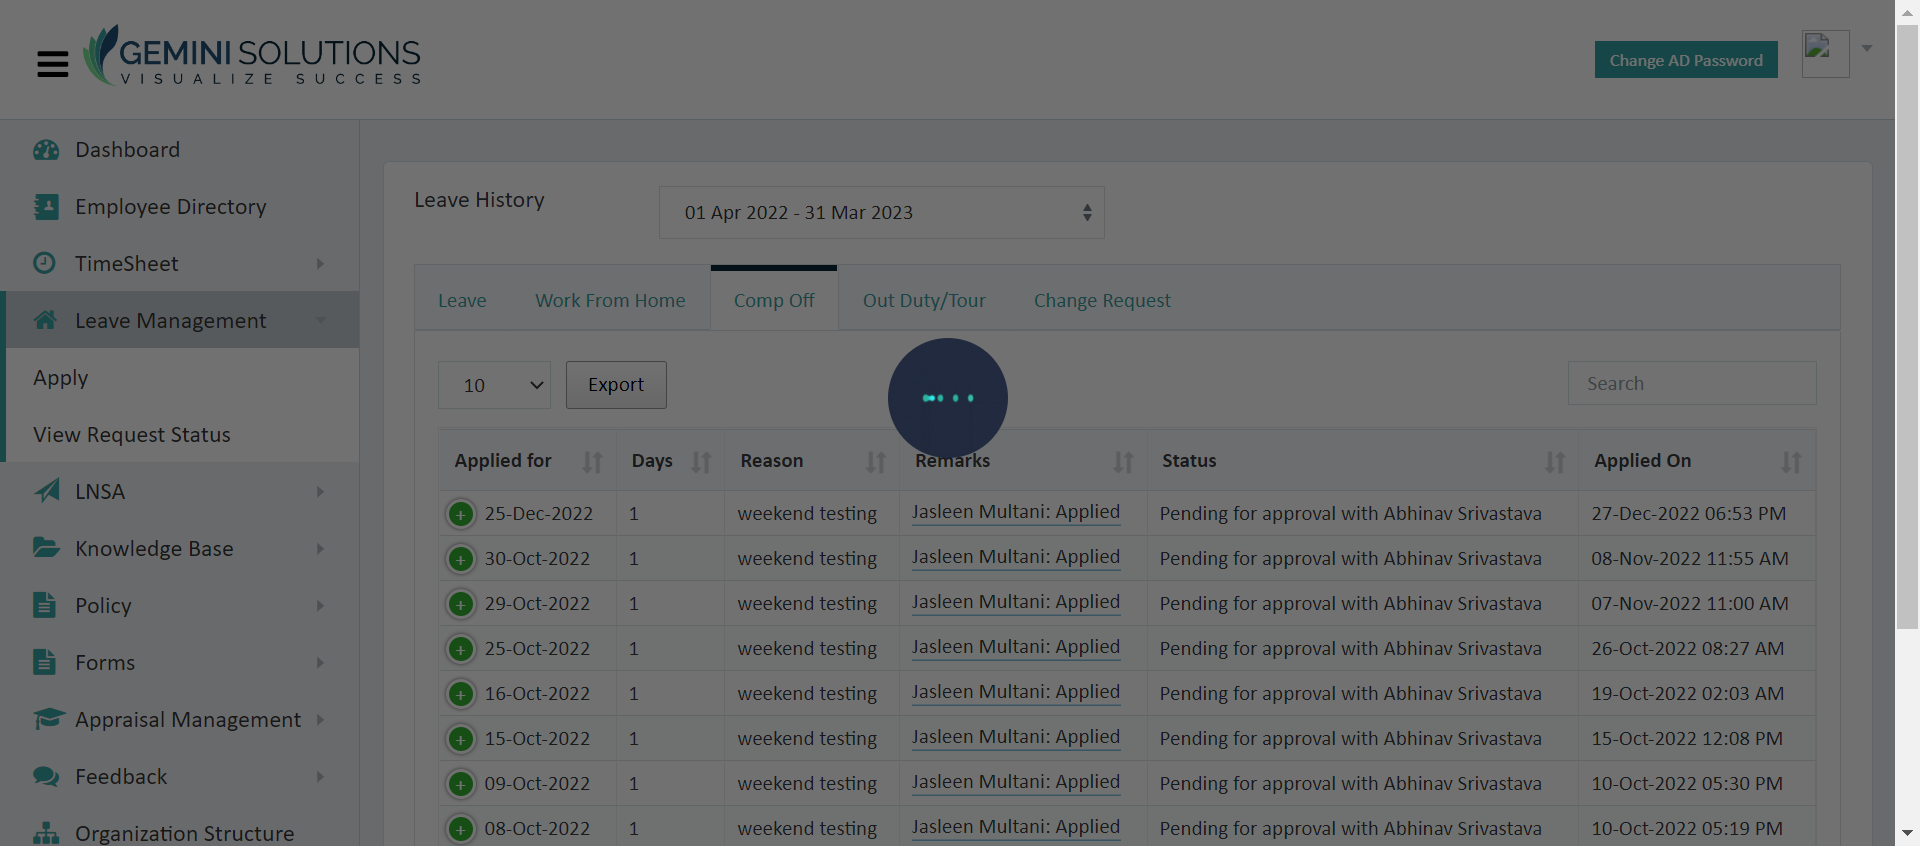 GEMINI SOLUTIONS
VISUALIZE SUCCESS
Change AD Password
Dashboard
Employee Directory
TimeSheet
Leave Management
Apply
View Request Status
LNSA
Knowledge Base
Policy
Forms
Appraisal Management
Feedback
Organization Structure
Leave History
01 Apr 2022 - 31 Mar 2023
Leave Work From Home Comp Off Out Duty/Tour Change Request
10 Export Search
Applied for Days Reason Remarks Status Applied On
25-Dec-2022 1 weekend testing Jasleen Multani: Applied Pending for approval with Abhinav Srivastava 27-Dec-2022 06:53 PM
30-Oct-2022 1 weekend testing Jasleen Multani: Applied Pending for approval with Abhinav Srivastava 08-Nov-2022 11:55 AM
29-Oct-2022 1 weekend testing Jasleen Multani: Applied Pending for approval with Abhinav Srivastava 07-Nov-2022 11:00 AM
25-Oct-2022 1 weekend testing Jasleen Multani: Applied Pending for approval with Abhinav Srivastava 26-Oct-2022 08:27 AM
16-Oct-2022 1 weekend testing Jasleen Multani: Applied Pending for approval with Abhinav Srivastava 19-Oct-2022 02:03 AM
15-Oct-2022 1 weekend testing Jasleen Multani: Applied Pending for approval with Abhinav Srivastava 15-Oct-2022 12:08 PM
09-Oct-2022 1 weekend testing Jasleen Multani: Applied Pending for approval with Abhinav Srivastava 10-Oct-2022 05:30 PM
08-Oct-2022 1 weekend testing Jasleen Multani: Applied Pending for approval with Abhinav Srivastava 10-Oct-2022 05:19 PM